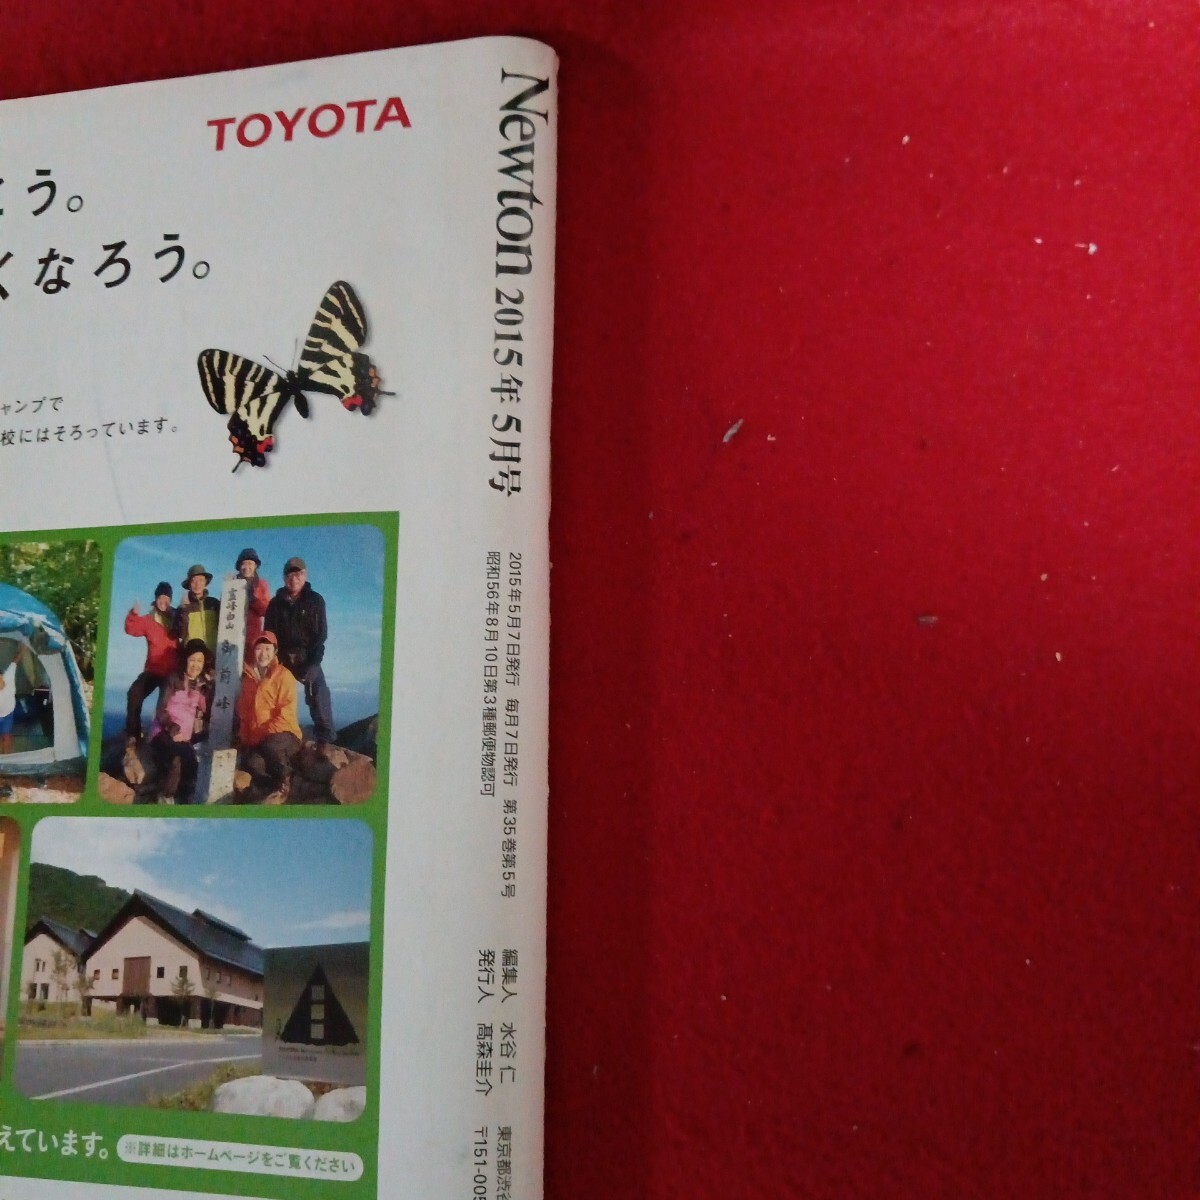 TOYOTA
う。
くなろう。
ャンプで
校にはそろっています。
御前峰
えています。
※詳細はホームページをご覧ください
Newton 2015年5月号
2015年5月7日発行 毎月7日発行 第35巻第5号
昭和56年8月10日第3種郵便物認可
編集人 水谷 仁
発行人 髙森圭介
東京都渋谷
〒151-005